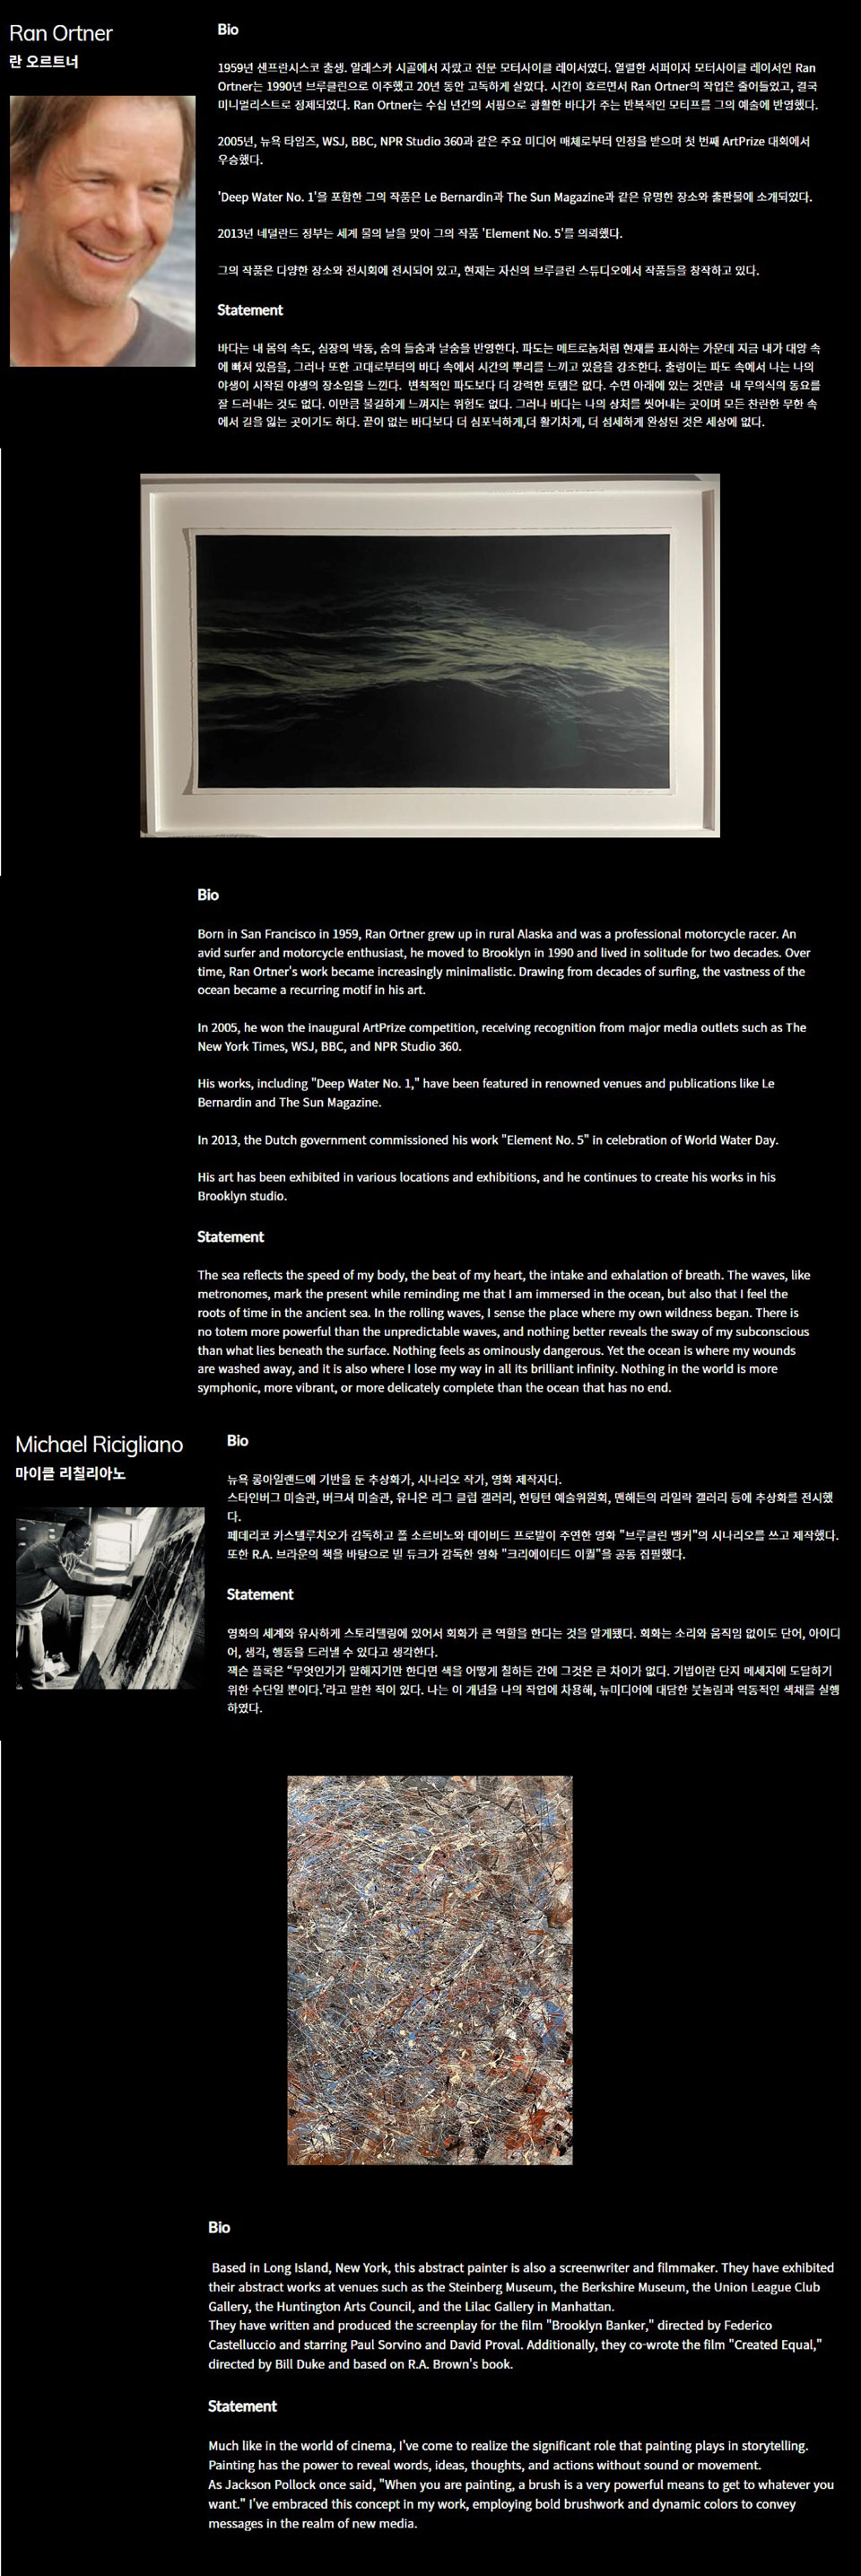 Ran Ortner
란 오르트너
Bio
1959년 샌프란시스코 출생. 알래스카 시골에서 자랐고 전문 모터사이클 레이서였다. 열렬한 서퍼이자 모터사이클 레이서인 Ran
Ortner는 1990년 브루클린으로 이주했고 20년 동안 고독하게 살았다. 시간이 흐르면서 Ran Ortner의 작업은 줄어들었고, 결국
미니멀리스트로 정제되었다. Ran Ortner는 수십 년간의 서핑으로 광활한 바다가 주는 반복적인 모티프를 그의 예술에 반영했다.
2005년, 뉴욕 타임즈, WSJ, BBC, NPR Studio 360과 같은 주요 미디어 매체로부터 인정을 받으며 첫 번째 ArtPrize 대회에서
우승했다.
'Deep Water No. 1'을 포함한 그의 작품은 Le Bernardin과 The Sun Magazine과 같은 유명한 장소와 출판물에 소개되었다.
2013년 네덜란드 정부는 세계 물의 날을 맞아 그의 작품 'Element No. 5'를 의뢰했다.
그의 작품은 다양한 장소와 전시회에 전시되어 있고, 현재는 자신의 브루클린 스튜디오에서 작품들을 창작하고 있다.
Statement
바다는 내 몸의 속도, 심장의 박동, 숨의 들숨과 날숨을 반영한다. 파도는 메트로놈처럼 현재를 표시하는 가운데 지금 내가 대양 속
에 빠져 있음을, 그러나 또한 고대로부터의 바다 속에서 시간의 뿌리를 느끼고 있음을 강조한다. 출렁이는 파도 속에서 나는 나의
야생이 시작된 야생의 장소임을 느낀다. 변칙적인 파도보다 더 강력한 토템은 없다. 수면 아래에 있는 것만큼 내 무의식의 동요를
잘 드러내는 것도 없다. 이만큼 불길하게 느껴지는 위험도 없다. 그러나 바다는 나의 상처를 씻어내는 곳이며 모든 찬란한 무한 속
에서 길을 잃는 곳이기도 하다. 끝이 없는 바다보다 더 심포닉하게,더 활기차게, 더 섬세하게 완성된 것은 세상에 없다.
Bio
Born in San Francisco in 1959, Ran Ortner grew up in rural Alaska and was a professional motorcycle racer. An
avid surfer and motorcycle enthusiast, he moved to Brooklyn in 1990 and lived in solitude for two decades. Over
time, Ran Ortner's work became increasingly minimalistic. Drawing from decades of surfing, the vastness of the
ocean became a recurring motif in his art.
In 2005, he won the inaugural ArtPrize competition, receiving recognition from major media outlets such as The
New York Times, WSJ, BBC, and NPR Studio 360.
His works, including "Deep Water No. 1," have been featured in renowned venues and publications like Le
Bernardin and The Sun Magazine.
In 2013, the Dutch government commissioned his work "Element No. 5" in celebration of World Water Day.
His art has been exhibited in various locations and exhibitions, and he continues to create his works in his
Brooklyn studio.
Statement
The sea reflects the speed of my body, the beat of my heart, the intake and exhalation of breath. The waves, like
metronomes, mark the present while reminding me that I am immersed in the ocean, but also that I feel the
roots of time in the ancient sea. In the rolling waves, I sense the place where my own wildness began. There is
no totem more powerful than the unpredictable waves, and nothing better reveals the sway of my subconscious
than what lies beneath the surface. Nothing feels as ominously dangerous. Yet the ocean is where my wounds
are washed away, and it is also where I lose my way in all its brilliant infinity. Nothing in the world is more
symphonic, more vibrant, or more delicately complete than the ocean that has no end.
Michael Ricigliano
마이클 리칠리아노
Bio
뉴욕 롱아일랜드에 기반을 둔 추상화가, 시나리오 작가, 영화 제작자다.
스타인버그 미술관, 버크셔 미술관, 유니온 리그 클럽 갤러리, 헌팅턴 예술위원회, 맨해튼의 라일락 갤러리 등에 추상화를 전시했
다.
페데리코 카스텔루치오가 감독하고 폴 소르비노와 데이비드 프로발이 주연한 영화 "브루클린 뱅커"의 시나리오를 쓰고 제작했다.
또한 R.A. 브라운의 책을 바탕으로 빌 듀크가 감독한 영화 "크리에이티드 이퀄"을 공동 집필했다.
Statement
영화의 세계와 유사하게 스토리텔링에 있어서 회화가 큰 역할을 한다는 것을 알게됐다. 회화는 소리와 움직임 없이도 단어, 아이디
어, 생각, 행동을 드러낼 수 있다고 생각한다.
잭슨 폴록은 “무엇인가가 말해지기만 한다면 색을 어떻게 칠하든 간에 그것은 큰 차이가 없다. 기법이란 단지 메세지에 도달하기
위한 수단일 뿐이다.'라고 말한 적이 있다. 나는 이 개념을 나의 작업에 차용해, 뉴미디어에 대담한 붓놀림과 역동적인 색채를 실행
하였다.
Bio
Based in Long Island, New York, this abstract painter is also a screenwriter and filmmaker. They have exhibited
their abstract works at venues such as the Steinberg Museum, the Berkshire Museum, the Union League Club
Gallery, the Huntington Arts Council, and the Lilac Gallery in Manhattan.
They have written and produced the screenplay for the film "Brooklyn Banker," directed by Federico
Castelluccio and starring Paul Sorvino and David Proval. Additionally, they co-wrote the film "Created Equal,"
directed by Bill Duke and based on R.A. Brown's book.
Statement
Much like in the world of cinema, I've come to realize the significant role that painting plays in storytelling.
Painting has the power to reveal words, ideas, thoughts, and actions without sound or movement.
As Jackson Pollock once said, "When you are painting, a brush is a very powerful means to get to whatever you
want." I've embraced this concept in my work, employing bold brushwork and dynamic colors to convey
messages in the realm of new media.